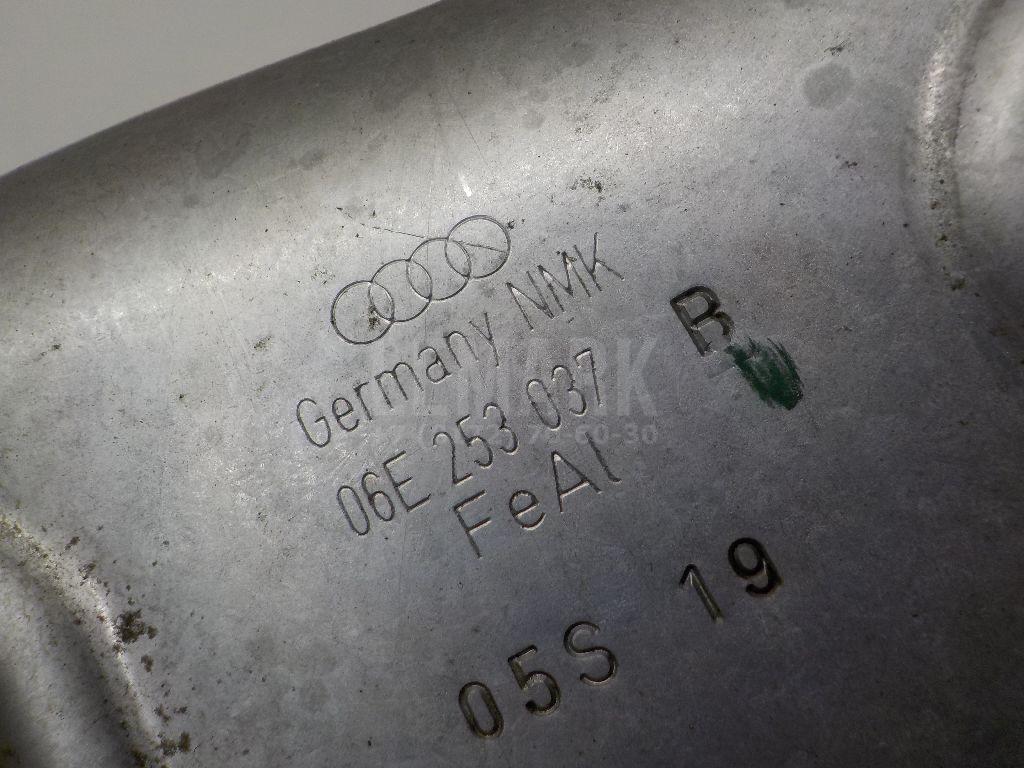 Germany NMK
06E 253 037 B
FeAl
05S 19